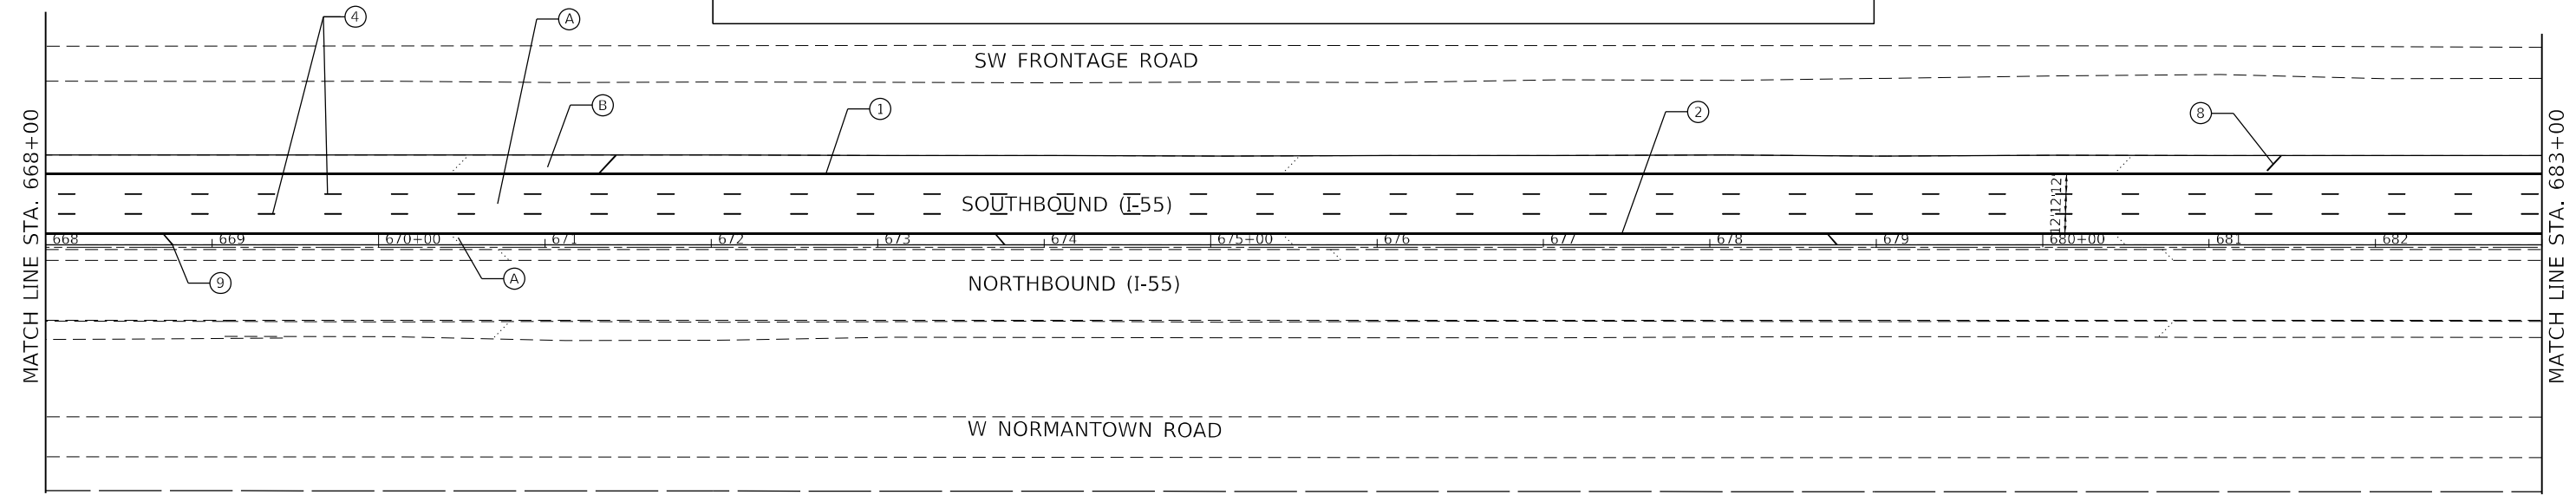 4
A
SW FRONTAGE ROAD
B
1
2
8
MATCH LINE STA. 668+00
MATCH LINE STA. 683+00
SOUTHBOUND (I-55)
12'12'12'
668 669 670+00 671 672 673 674 675+00 676 677 678 679 680+00 681 682
9
A
NORTHBOUND (I-55)
W NORMANTOWN ROAD